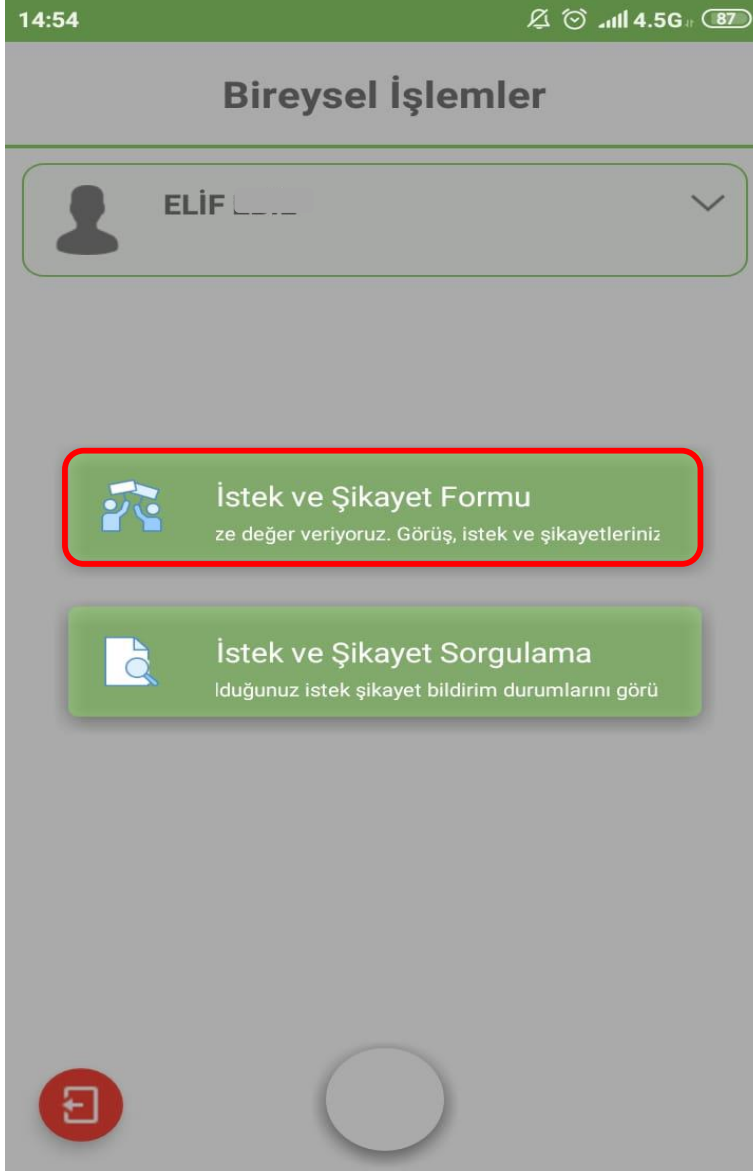 14:54
4.5G 87
Bireysel İşlemler
ELİF
İstek ve Şikayet Formu
ze değer veriyoruz. Görüş, istek ve şikayetleriniz
İstek ve Şikayet Sorgulama
lduğunuz istek şikayet bildirim durumlarını görü